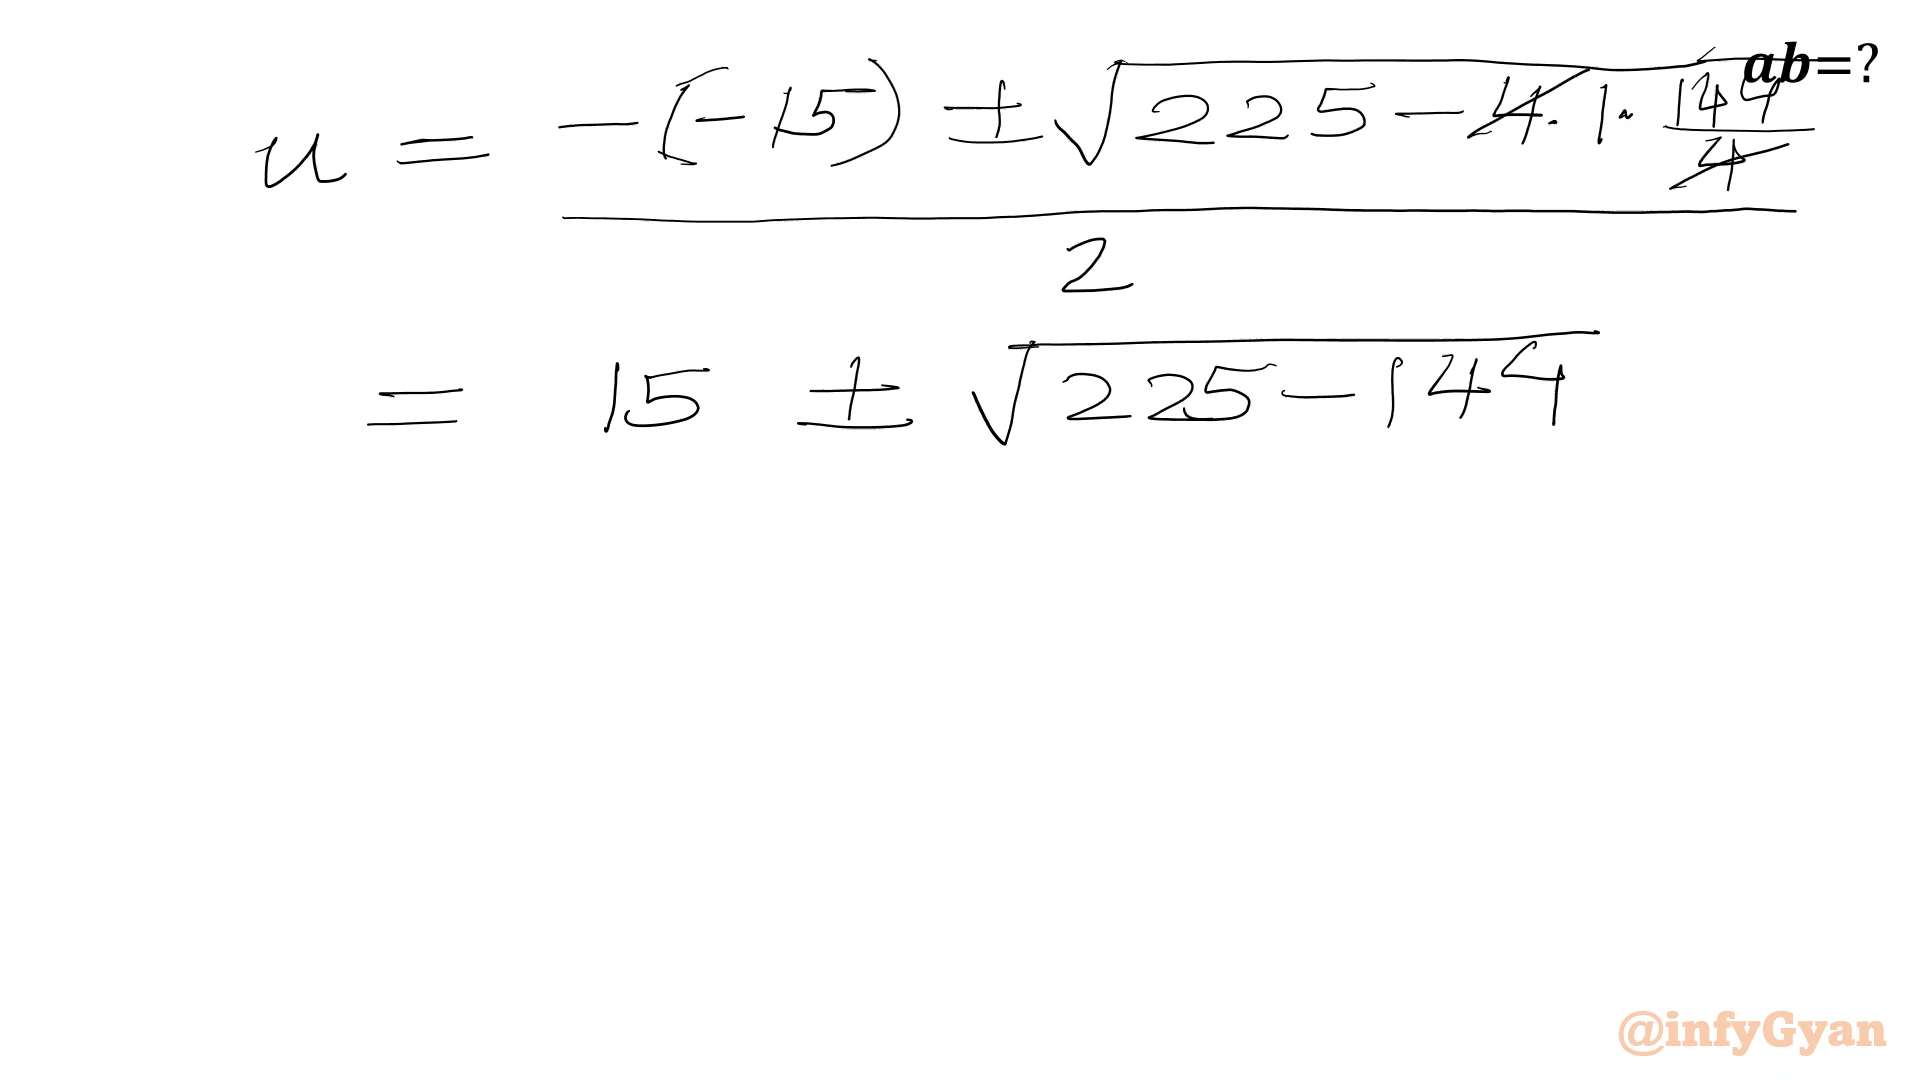 ab=?
u = -(-15) ± √225 - 4 . 1 . 144/4
2
= 15 ± √225 - 144
@infyGyan